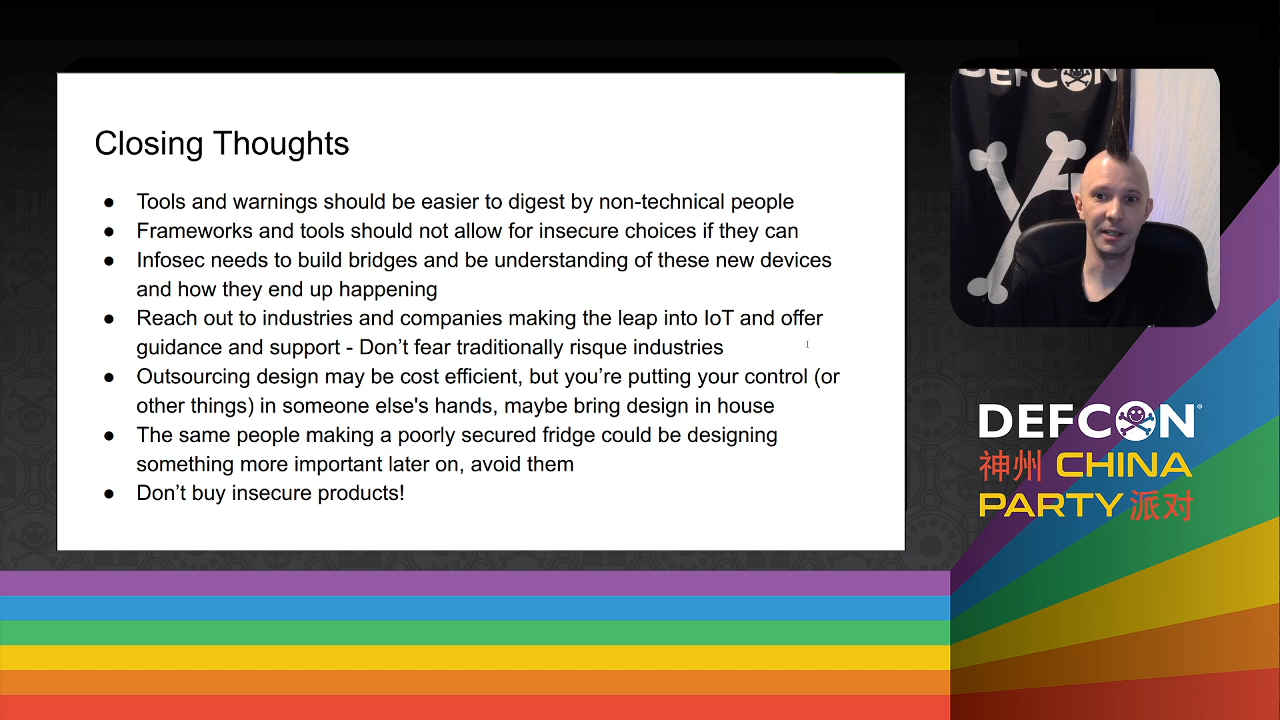 Closing Thoughts
● Tools and warnings should be easier to digest by non-technical people
● Frameworks and tools should not allow for insecure choices if they can
● Infosec needs to build bridges and be understanding of these new devices
and how they end up happening
● Reach out to industries and companies making the leap into IoT and offer
guidance and support - Don’t fear traditionally risque industries
● Outsourcing design may be cost efficient, but you’re putting your control (or
other things) in someone else's hands, maybe bring design in house
● The same people making a poorly secured fridge could be designing
something more important later on, avoid them
● Don’t buy insecure products!
DEFCON
DEFCON®
神州 CHINA
PARTY 派对